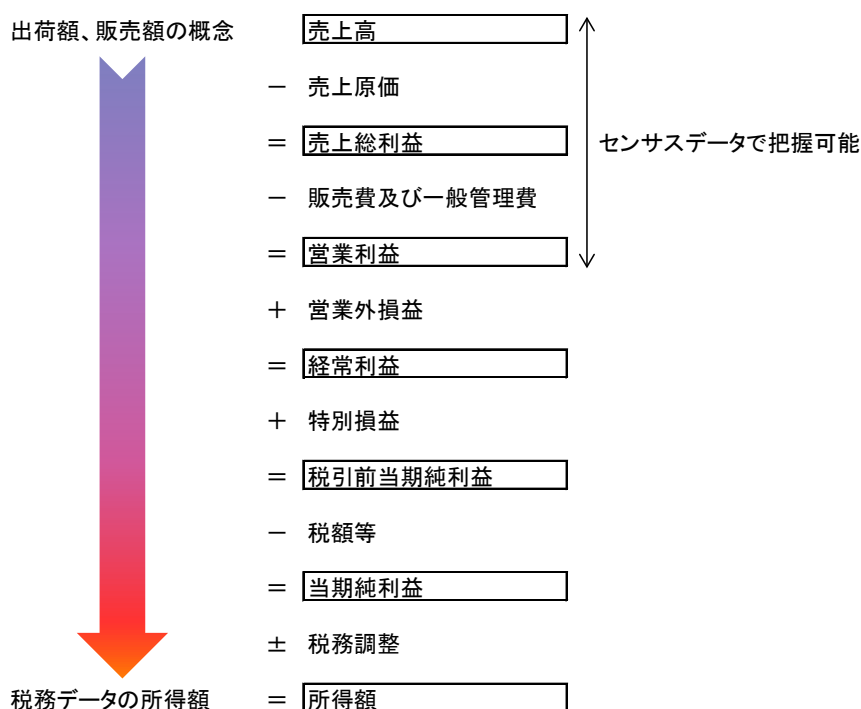 出荷額、販売額の概念 売上高
－ 売上原価
＝ 売上総利益 センサスデータで把握可能
－ 販売費及び一般管理費
＝ 営業利益
＋ 営業外損益
＝ 経常利益
＋ 特別損益
＝ 税引前当期純利益
－ 税額等
＝ 当期純利益
± 税務調整
税務データの所得額 ＝ 所得額